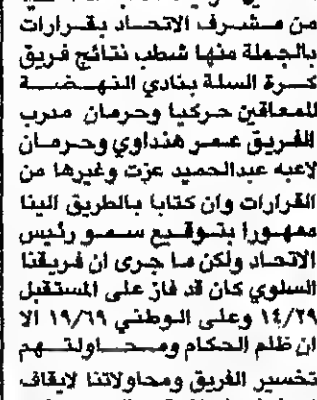 من مشرف الاتحاد بقرارات
بالجملة منها شطب نتائج فريق
كرة السلة بنادي النهضة
للمعاقين حركيا وحرمان مدرب
الفريق عمر هنداوي وحرمان
لاعبه عبدالحميد عزت وغيرها من
القرارات وان كتابا بالطريق الينا
ممهورا بتوقيع سمو رئيس
الاتحاد ولكن ما جرى ان فريقنا
السلوي كان قد فاز على المستقبل
١٤/٢٩ وعلى الوطني ١٩/٦٩ الا
ان ظلم الحكام ومحاولتهم
تخسير الفريق ومحاولاتنا لايقاف